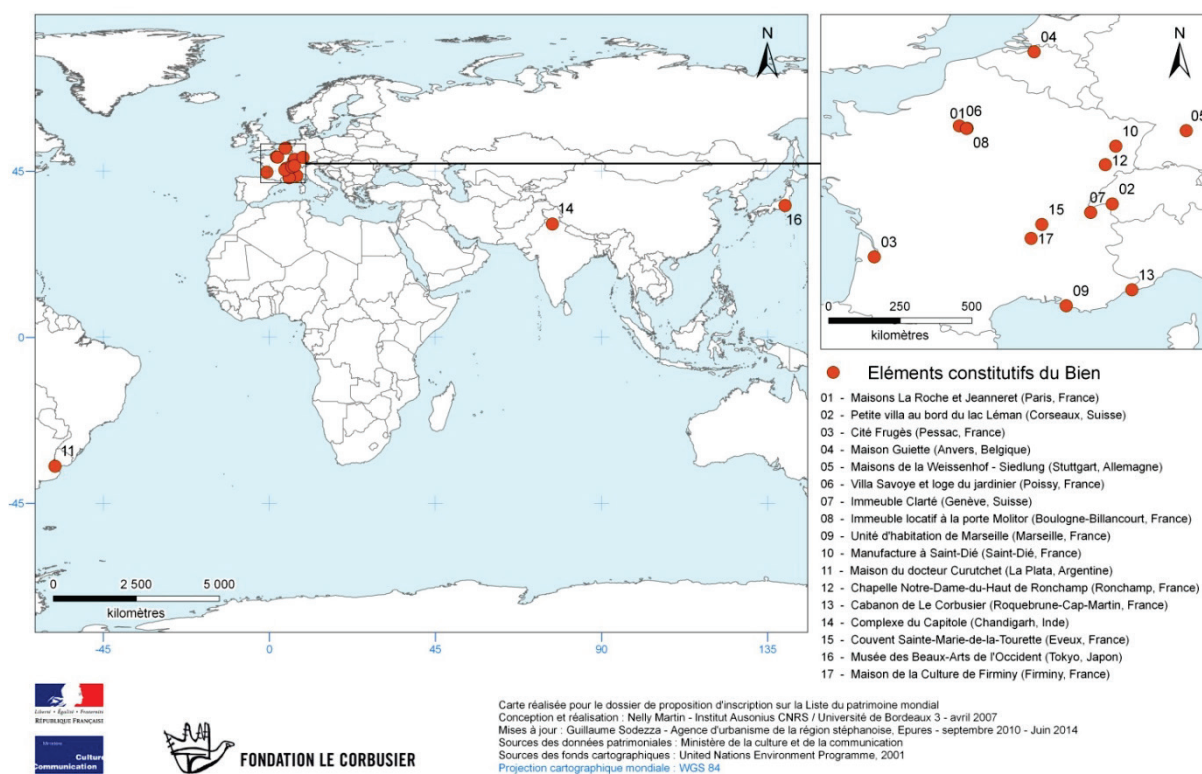 N
45
0
-45
-45
0
45
90
135
14
16
11
0 2 500 5 000
kilomètres
N
04
01 06
08
05
10
12
02
07
15
17
03
13
09
0 250 500
kilomètres
Eléments constitutifs du Bien
01 - Maisons La Roche et Jeanneret (Paris, France)
02 - Petite villa au bord du lac Léman (Corseaux, Suisse)
03 - Cité Frugès (Pessac, France)
04 - Maison Guiette (Anvers, Belgique)
05 - Maisons de la Weissenhof - Siedlung (Stuttgart, Allemagne)
06 - Villa Savoye et loge du jardinier (Poissy, France)
07 - Immeuble Clarté (Genève, Suisse)
08 - Immeuble locatif à la porte Molitor (Boulogne-Billancourt, France)
09 - Unité d'habitation de Marseille (Marseille, France)
10 - Manufacture à Saint-Dié (Saint-Dié, France)
11 - Maison du docteur Curutchet (La Plata, Argentine)
12 - Chapelle Notre-Dame-du-Haut de Ronchamp (Ronchamp, France)
13 - Cabanon de Le Corbusier (Roquebrune-Cap-Martin, France)
14 - Complexe du Capitole (Chandigarh, Inde)
15 - Couvent Sainte-Marie-de-la-Tourette (Eveux, France)
16 - Musée des Beaux-Arts de l'Occident (Tokyo, Japon)
17 - Maison de la Culture de Firminy (Firminy, France)
Liberté • Égalité • Fraternité
RÉPUBLIQUE FRANÇAISE
Ministère
Culture
Communication
FONDATION LE CORBUSIER
Carte réalisée pour le dossier de proposition d'inscription sur la Liste du patrimoine mondial
Conception et réalisation : Nelly Martin - Institut Ausonius CNRS / Université de Bordeaux 3 - avril 2007
Mises à jour : Guillaume Sodezza - Agence d'urbanisme de la région stéphanoise, Epures - septembre 2010 - Juin 2014
Sources des données patrimoniales : Ministère de la culture et de la communication
Sources des fonds cartographiques : United Nations Environment Programme, 2001
Projection cartographique mondiale : WGS 84